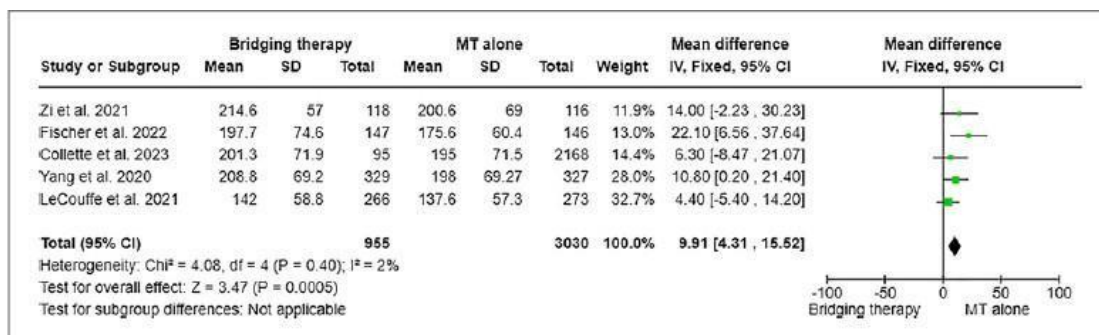 Bridging therapy MT alone Mean difference Mean difference
Study or Subgroup Mean SD Total Mean SD Total Weight IV, Fixed, 95% CI IV, Fixed, 95% CI
Zi et al. 2021 214.6 57 118 200.6 69 116 11.9% 14.00 [-2.23 , 30.23]
Fischer et al. 2022 197.7 74.6 147 175.6 60.4 146 13.0% 22.10 [6.56 , 37.64]
Collette et al. 2023 201.3 71.9 95 195 71.5 2168 14.4% 6.30 [-8.47 , 21.07]
Yang et al. 2020 208.8 69.2 329 198 69.27 327 28.0% 10.80 [0.20 , 21.40]
LeCouffe et al. 2021 142 58.8 266 137.6 57.3 273 32.7% 4.40 [-5.40 , 14.20]
Total (95% CI) 955 3030 100.0% 9.91 [4.31 , 15.52]
Heterogeneity: Chi² = 4.08, df = 4 (P = 0.40); I² = 2%
Test for overall effect: Z = 3.47 (P = 0.0005)
Test for subgroup differences: Not applicable
-100 -50 0 50 100
Bridging therapy MT alone